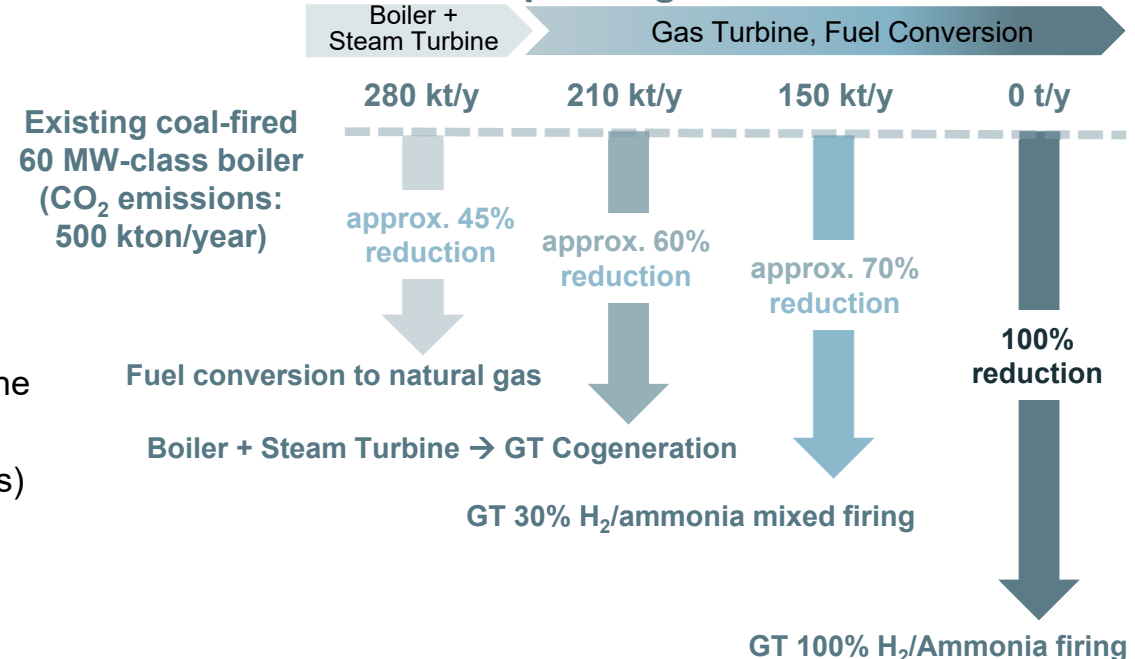 Boiler +
Steam Turbine
Gas Turbine, Fuel Conversion
280 kt/y
210 kt/y
150 kt/y
0 t/y
Existing coal-fired
60 MW-class boiler
(CO₂ emissions:
500 kton/year)
approx. 45%
reduction
approx. 60%
reduction
approx. 70%
reduction
100%
reduction
Fuel conversion to natural gas
Boiler + Steam Turbine → GT Cogeneration
GT 30% H₂/ammonia mixed firing
GT 100% H₂/Ammonia firing